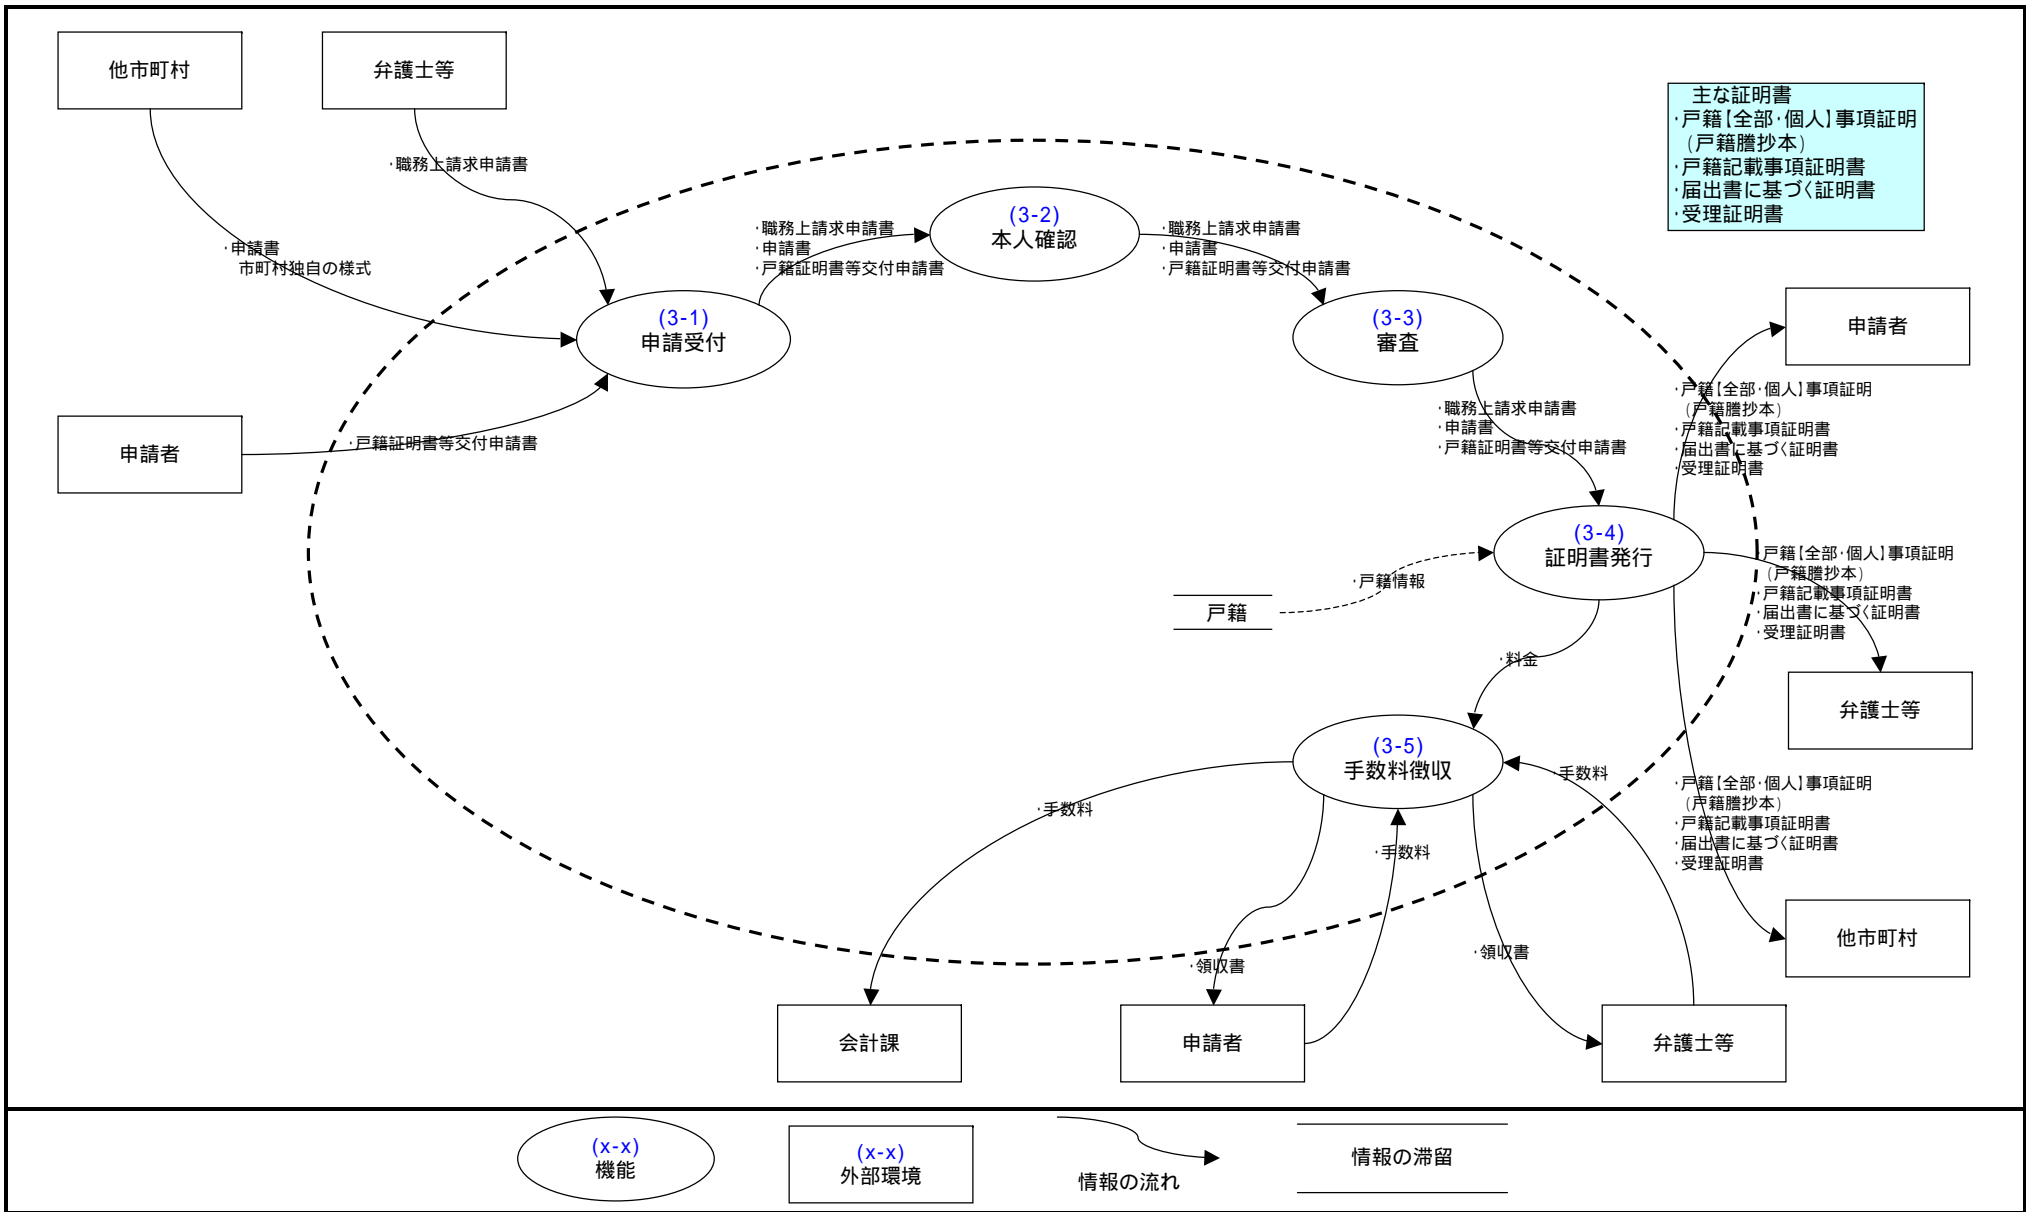 他市町村
弁護士等
主な証明書
・戸籍【全部・個人】事項証明
(戸籍謄抄本)
・戸籍記載事項証明書
・届出書に基づく証明書
・受理証明書
・職務上請求申請書
・申請書
市町村独自の様式
・職務上請求申請書
・申請書
・戸籍証明書等交付申請書
(3-2)
本人確認
・職務上請求申請書
・申請書
・戸籍証明書等交付申請書
(3-1)
申請受付
(3-3)
審査
申請者
申請者
・戸籍証明書等交付申請書
・職務上請求申請書
・申請書
・戸籍証明書等交付申請書
・戸籍【全部・個人】事項証明
(戸籍謄抄本)
・戸籍記載事項証明書
・届出書に基づく証明書
・受理証明書
(3-4)
証明書発行
・戸籍【全部・個人】事項証明
(戸籍謄抄本)
・戸籍記載事項証明書
・届出書に基づく証明書
・受理証明書
・戸籍情報
戸籍
・料金
弁護士等
(3-5)
手数料徴収
・手数料
・手数料
・手数料
・戸籍【全部・個人】事項証明
(戸籍謄抄本)
・戸籍記載事項証明書
・届出書に基づく証明書
・受理証明書
・領収書
・領収書
他市町村
会計課
申請者
弁護士等
(x-x)
機能
(x-x)
外部環境
情報の流れ
情報の滞留